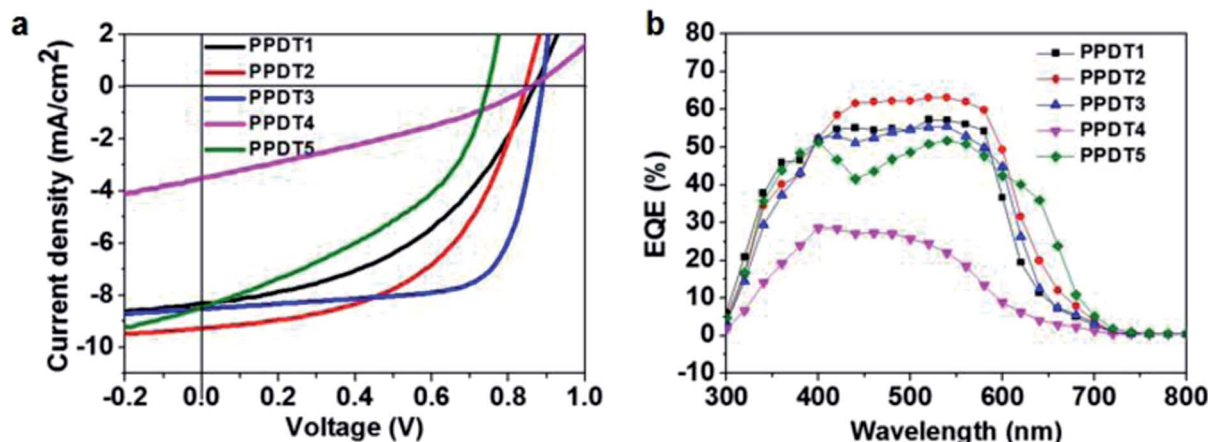 a
2
0
-2
-4
-6
-8
-10
Current density (mA/cm²)
PPDT1
PPDT2
PPDT3
PPDT4
PPDT5
-0.2 0.0 0.2 0.4 0.6 0.8 1.0
Voltage (V)
b
80
70
60
50
40
30
20
10
0
-10
EQE (%)
PPDT1
PPDT2
PPDT3
PPDT4
PPDT5
300 400 500 600 700 800
Wavelength (nm)